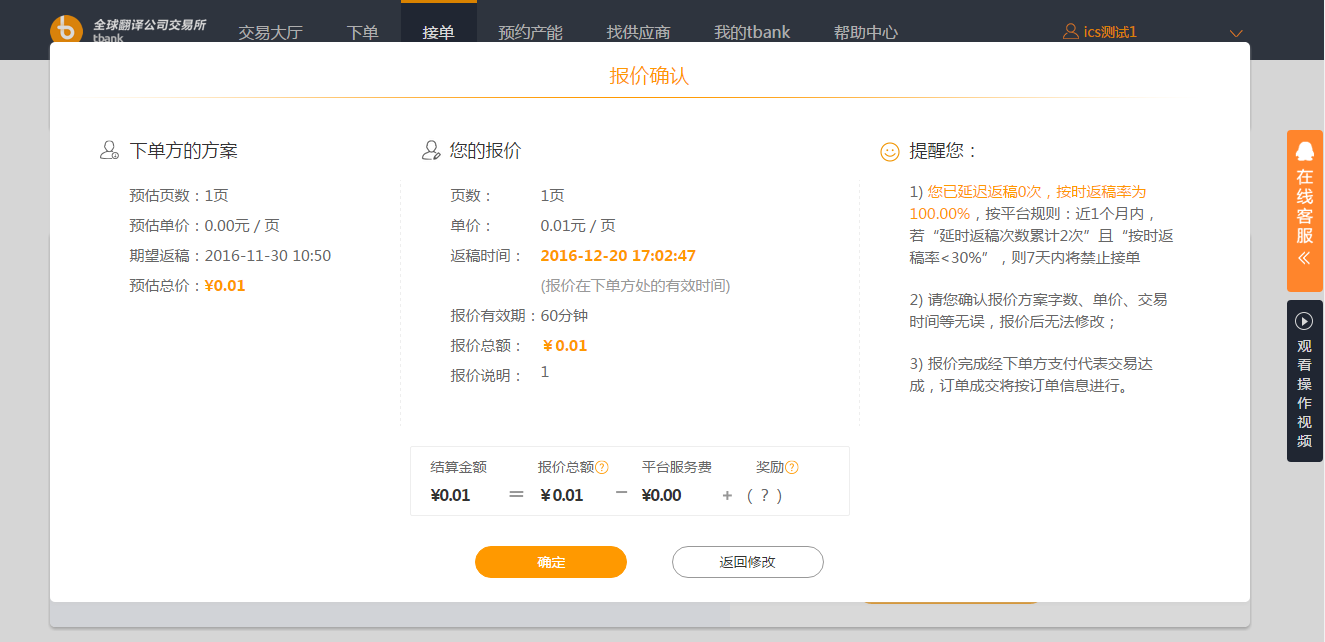 全球翻译公司交易所
tbank
交易大厅 下单 接单 预约产能 找供应商 我的tbank 帮助中心 ics测试1
报价确认
下单方的方案
预估页数：1页
预估单价：0.00元 / 页
期望返稿：2016-11-30 10:50
预估总价：¥0.01
您的报价
页数： 1页
单价： 0.01元 / 页
返稿时间： 2016-12-20 17:02:47
(报价在下单方处的有效时间)
报价有效期：60分钟
报价总额： ¥0.01
报价说明： 1
提醒您：
1) 您已延迟返稿0次，按时返稿率为
100.00%，按平台规则：近1个月内，
若“延时返稿次数累计2次”且“按时返
稿率<30%”，则7天内将禁止接单
2) 请您确认报价方案字数、单价、交易
时间等无误，报价后无法修改；
3) 报价完成经下单方支付代表交易达
成，订单成交将按订单信息进行。
结算金额 报价总额? 平台服务费 奖励?
¥0.01 = ¥0.01 − ¥0.00 + （？）
确定 返回修改
在线客服
观看操作视频